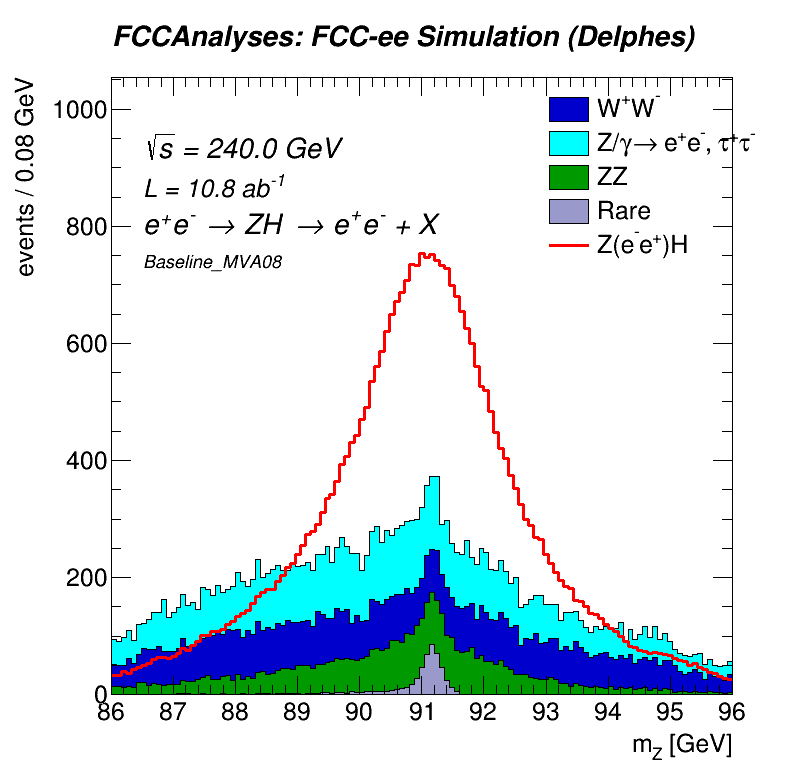 FCCAnalyses: FCC-ee Simulation (Delphes)
events / 0.08 GeV
1000
800
600
400
200
0
√s = 240.0 GeV
L = 10.8 ab⁻¹
e⁺e⁻ → ZH → e⁺e⁻ + X
Baseline_MVA08
W⁺W⁻
Z/γ→ e⁺e⁻, τ⁺τ⁻
ZZ
Rare
Z(e⁻e⁺)H
86 87 88 89 90 91 92 93 94 95 96
m_Z [GeV]